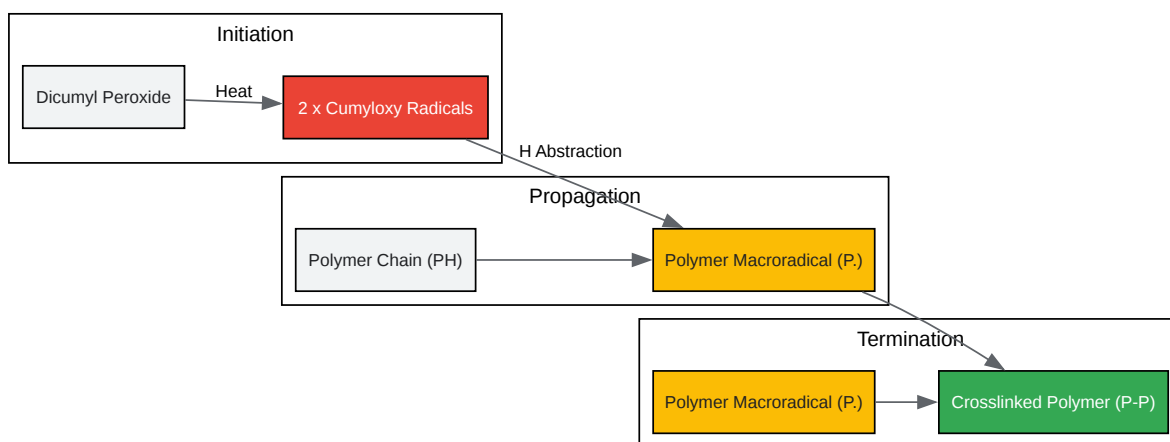 Initiation
Dicumyl Peroxide
Heat
2 x Cumyloxy Radicals
H Abstraction
Propagation
Polymer Chain (PH)
Polymer Macroradical (P.)
Termination
Polymer Macroradical (P.)
Crosslinked Polymer (P-P)